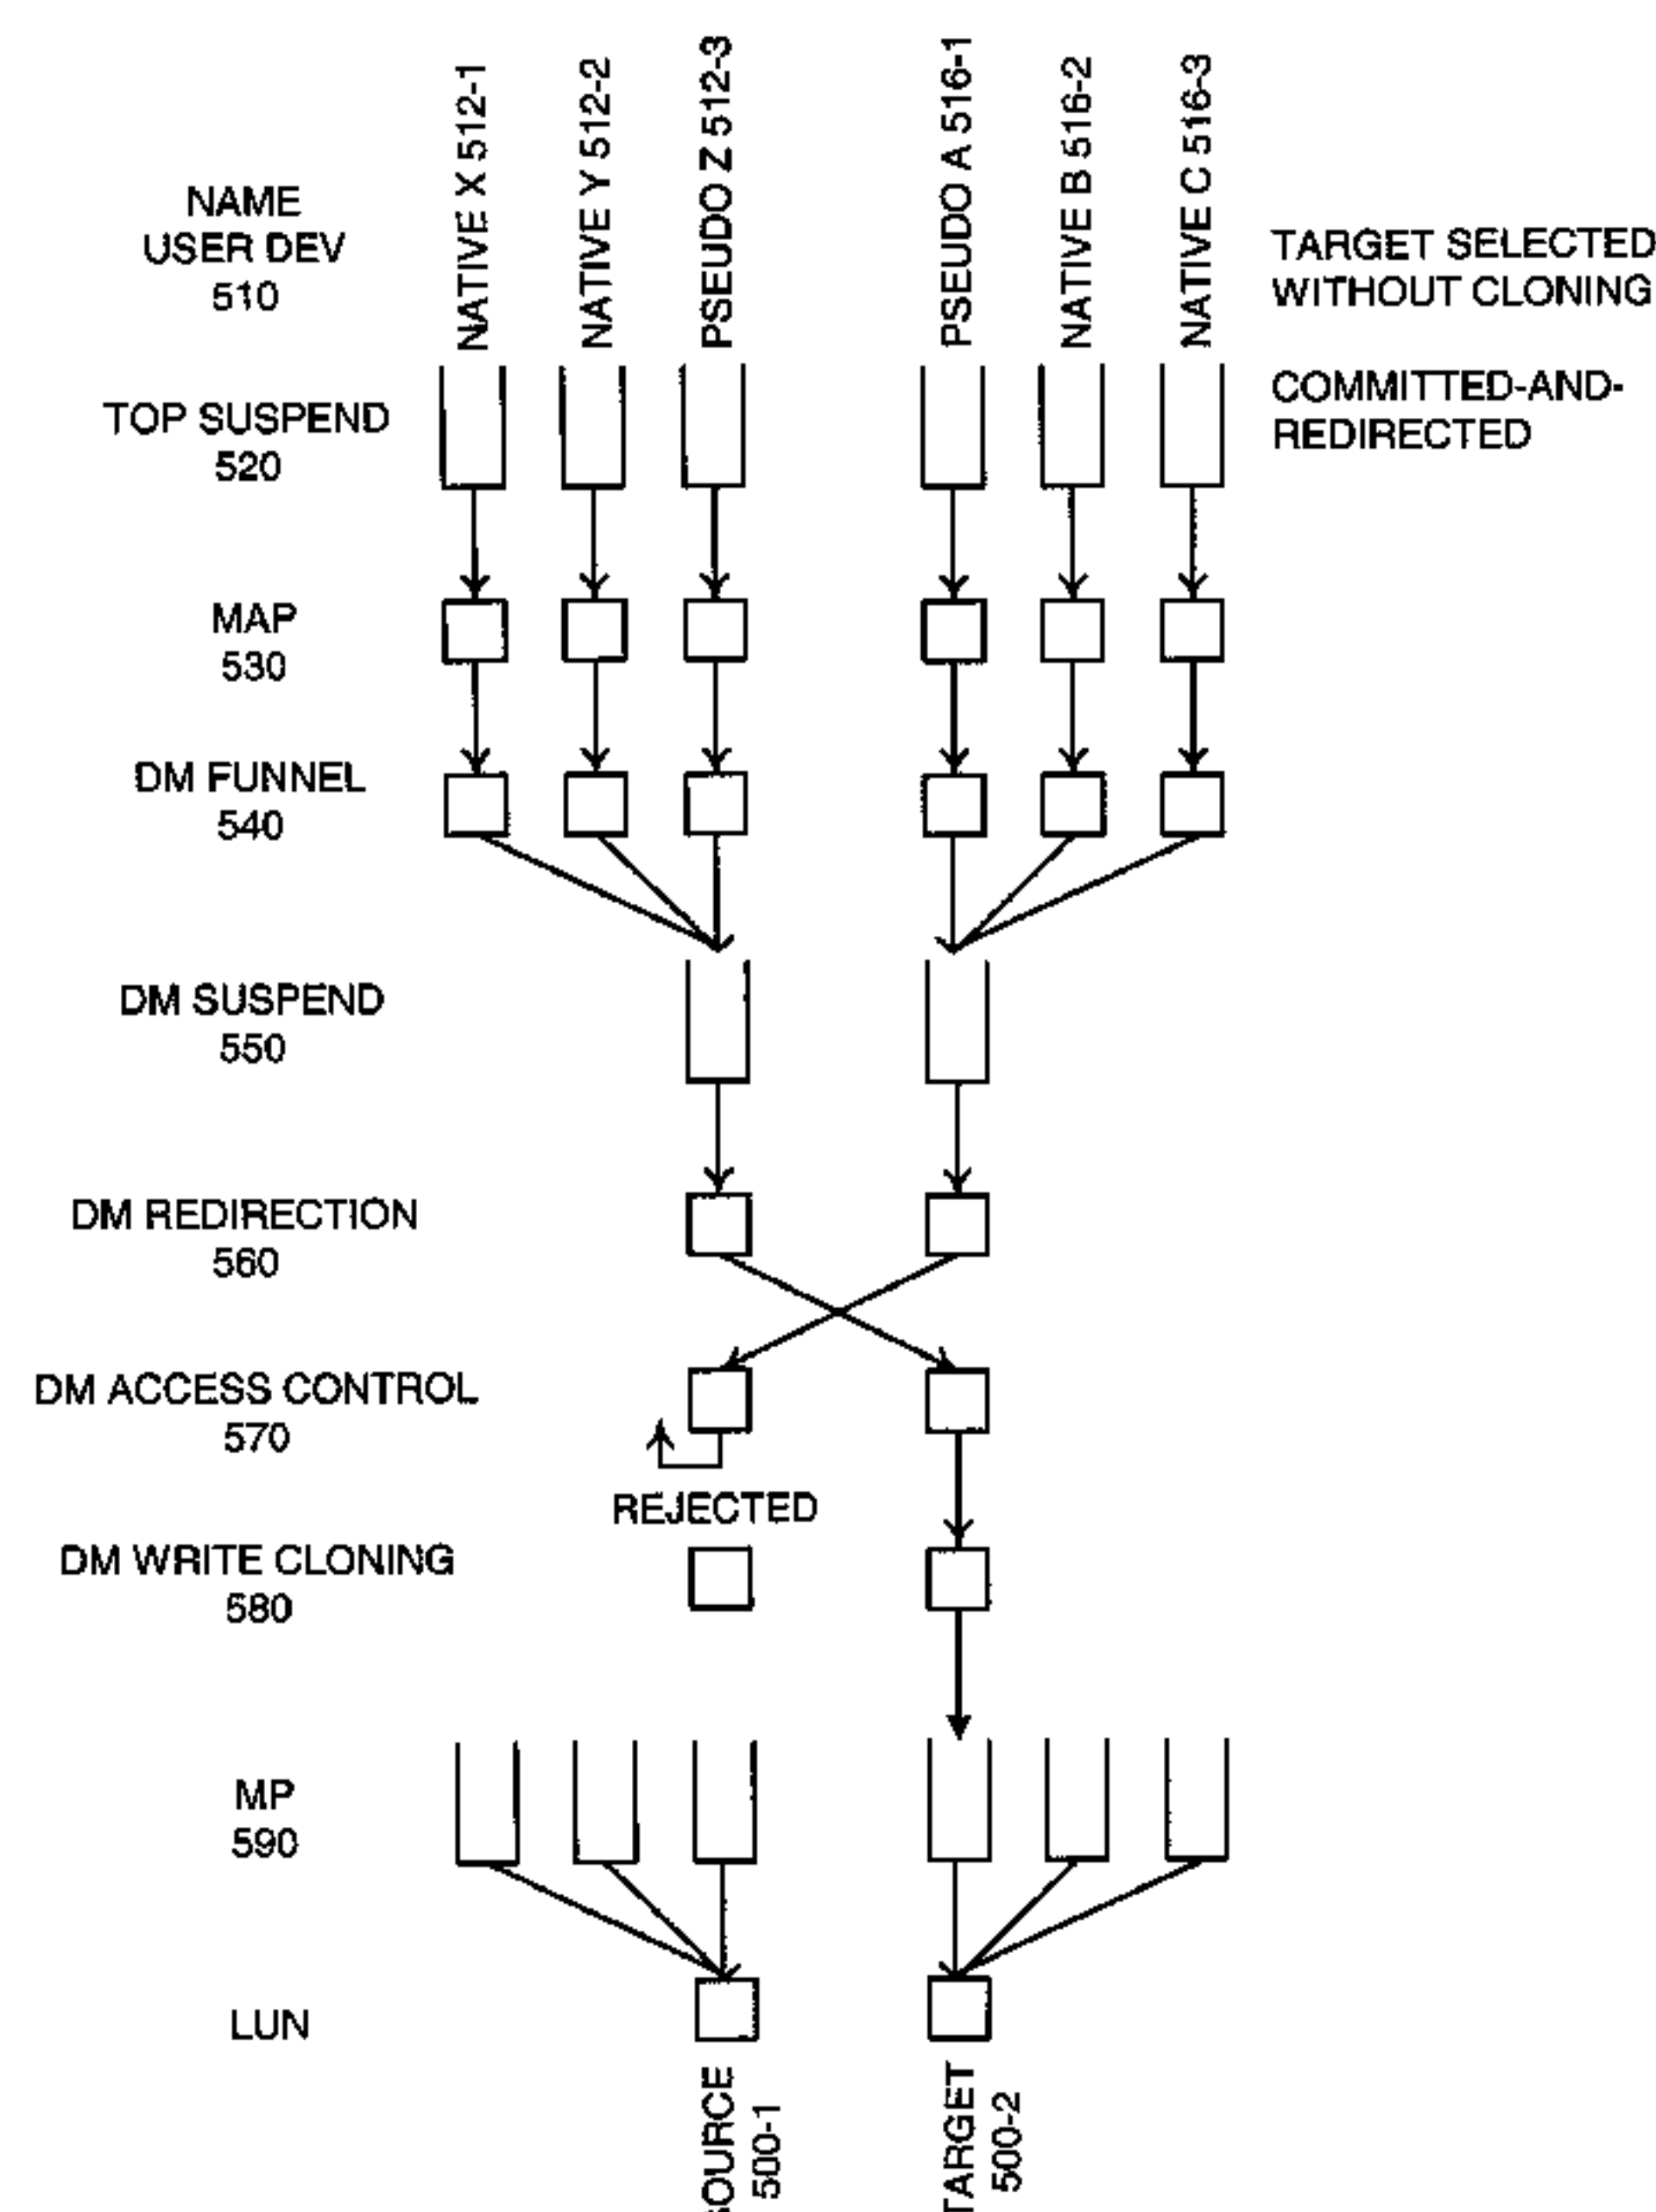 NATIVE X 512-1
NATIVE Y 512-2
PSEUDO Z 512-3
PSEUDO A 516-1
NATIVE B 516-2
NATIVE C 516-3
NAME
USER DEV
510
TARGET SELECTED
WITHOUT CLONING
COMMITTED-AND-
REDIRECTED
TOP SUSPEND
520
MAP
530
DM FUNNEL
540
DM SUSPEND
550
DM REDIRECTION
560
DM ACCESS CONTROL
570
REJECTED
DM WRITE CLONING
580
MP
590
LUN
SOURCE
500-1
TARGET
500-2